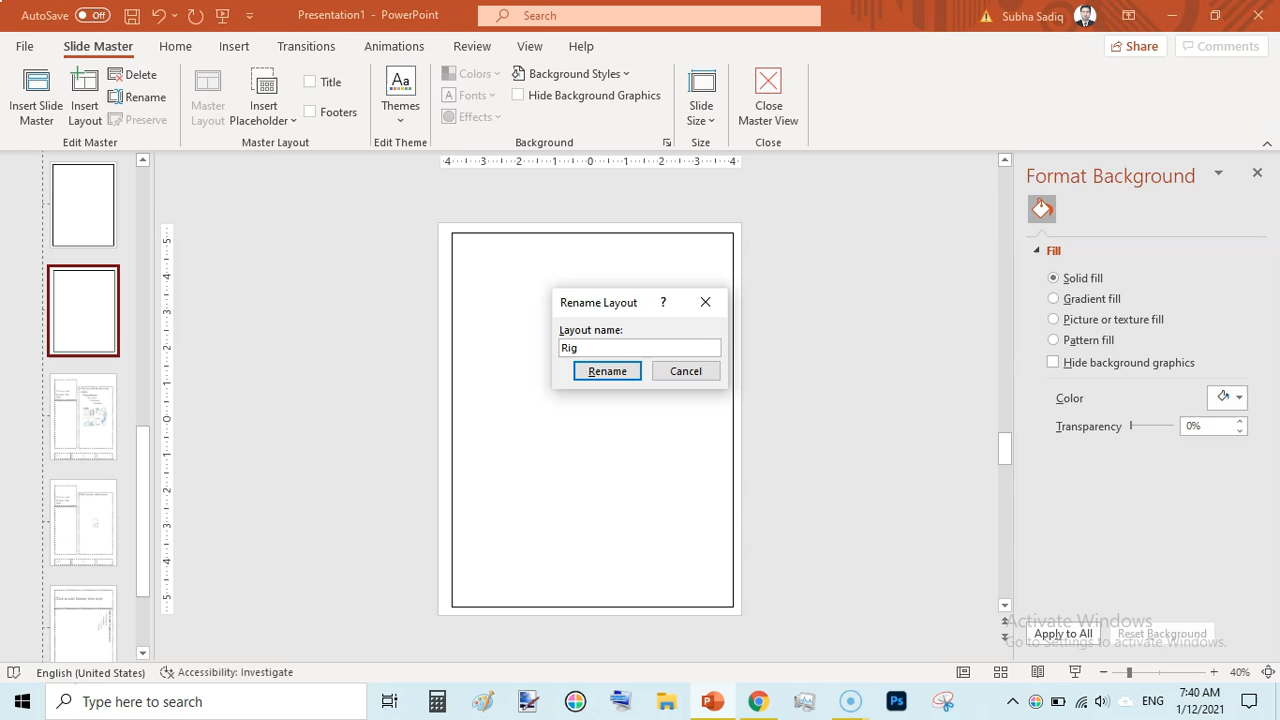 AutoSave Off Presentation1 - PowerPoint Search Subha Sadiq
File Slide Master Home Insert Transitions Animations Review View Help Share Comments
Insert Slide Master
Insert Layout
Delete
Rename
Preserve
Edit Master
Master Layout
Insert Placeholder
Title
Footers
Master Layout
Aa
Themes
Edit Theme
Colors
Fonts
Effects
Background Styles
Hide Background Graphics
Background
Slide Size
Size
Close Master View
Close
Format Background
Fill
Solid fill
Gradient fill
Picture or texture fill
Pattern fill
Hide background graphics
Color
Transparency 0%
Rename Layout ?
Layout name:
Rig
Rename Cancel
Activate Windows
Go to Settings to activate Windows.
Apply to All Reset Background
English (United States) Accessibility: Investigate 40%
Type here to search
ENG
7:40 AM
1/12/2021